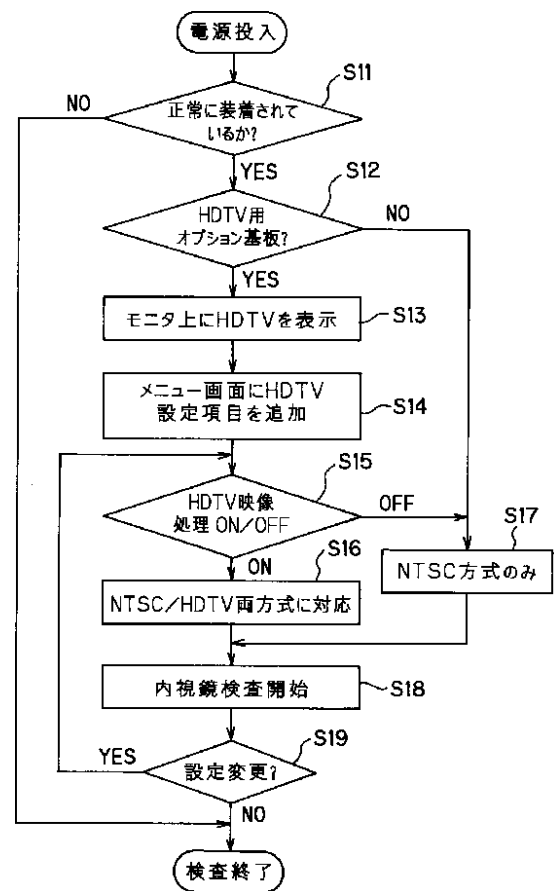 電源投入
S11
NO
正常に装着されて
いるか?
YES
S12
HDTV用
オプション基板?
NO
YES
モニタ上にHDTVを表示
S13
メニュー画面にHDTV
設定項目を追加
S14
S15
HDTV映像
処理 ON/OFF
OFF
S17
ON
S16
NTSC方式のみ
NTSC/HDTV両方式に対応
内視鏡検査開始
S18
S19
YES
設定変更?
NO
検査終了